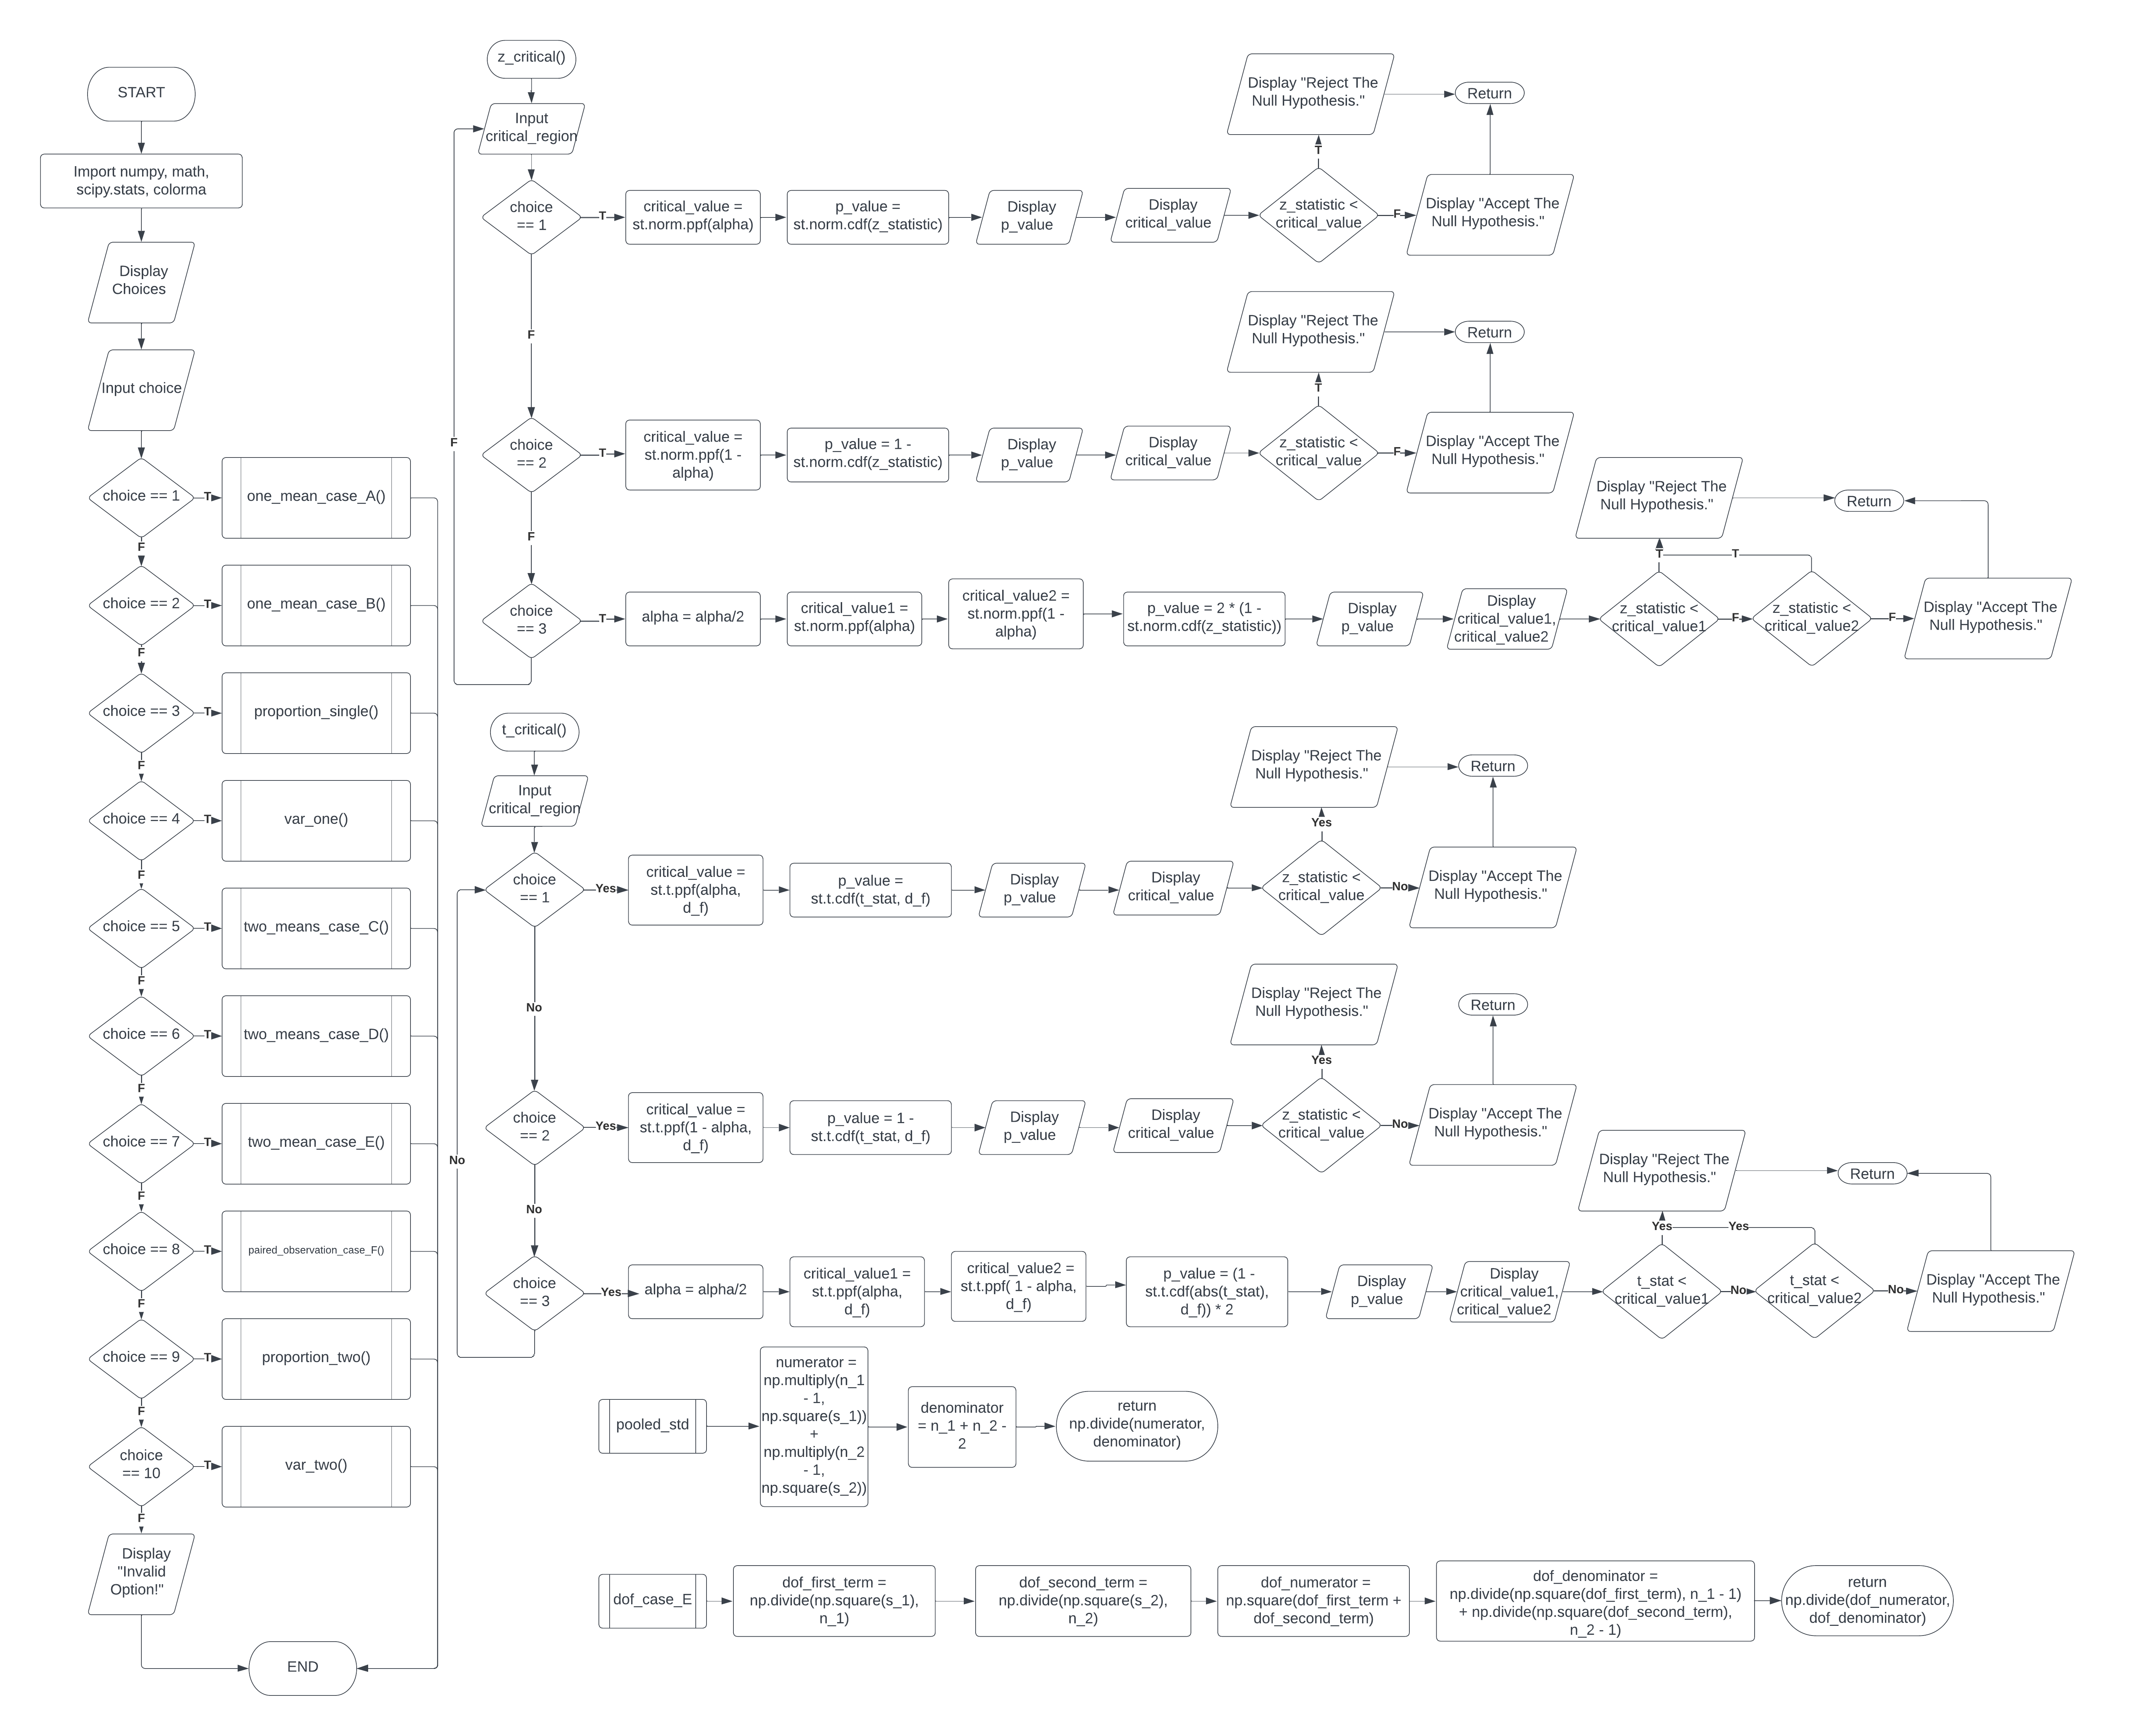 START
Import numpy, math,
scipy.stats, colorma
Display
Choices
Input choice
choice == 1
T
one_mean_case_A()
F
choice == 2
T
one_mean_case_B()
F
choice == 3
T
proportion_single()
F
choice == 4
T
var_one()
F
choice == 5
T
two_means_case_C()
F
choice == 6
T
two_means_case_D()
F
choice == 7
T
two_mean_case_E()
F
choice == 8
T
paired_observation_case_F()
F
choice == 9
T
proportion_two()
F
choice
== 10
T
var_two()
F
Display
"Invalid
Option!"
END
z_critical()
Input
critical_region
choice
== 1
T
critical_value =
st.norm.ppf(alpha)
p_value =
st.norm.cdf(z_statistic)
Display
p_value
Display
critical_value
z_statistic <
critical_value
T
Display "Reject The
Null Hypothesis."
Return
F
Display "Accept The
Null Hypothesis."
F
choice
== 2
T
critical_value =
st.norm.ppf(1 -
alpha)
p_value = 1 -
st.norm.cdf(z_statistic)
Display
p_value
Display
critical_value
z_statistic <
critical_value
T
Display "Reject The
Null Hypothesis."
Return
F
Display "Accept The
Null Hypothesis."
F
F
choice
== 3
T
alpha = alpha/2
critical_value1 =
st.norm.ppf(alpha)
critical_value2 =
st.norm.ppf(1 -
alpha)
p_value = 2 * (1 -
st.norm.cdf(z_statistic))
Display
p_value
Display
critical_value1,
critical_value2
z_statistic <
critical_value1
T
T
Display "Reject The
Null Hypothesis."
Return
F
z_statistic <
critical_value2
F
Display "Accept The
Null Hypothesis."
t_critical()
Input
critical_region
choice
== 1
Yes
critical_value =
st.t.ppf(alpha,
d_f)
p_value =
st.t.cdf(t_stat, d_f)
Display
p_value
Display
critical_value
z_statistic <
critical_value
Yes
Display "Reject The
Null Hypothesis."
Return
No
Display "Accept The
Null Hypothesis."
No
choice
== 2
Yes
critical_value =
st.t.ppf(1 - alpha,
d_f)
p_value = 1 -
st.t.cdf(t_stat, d_f)
Display
p_value
Display
critical_value
z_statistic <
critical_value
Yes
Display "Reject The
Null Hypothesis."
Return
No
Display "Accept The
Null Hypothesis."
No
No
choice
== 3
Yes
alpha = alpha/2
critical_value1 =
st.t.ppf(alpha,
d_f)
critical_value2 =
st.t.ppf( 1 - alpha,
d_f)
p_value = (1 -
st.t.cdf(abs(t_stat),
d_f)) * 2
Display
p_value
Display
critical_value1,
critical_value2
t_stat <
critical_value1
Yes
Yes
Display "Reject The
Null Hypothesis."
Return
No
t_stat <
critical_value2
No
Display "Accept The
Null Hypothesis."
pooled_std
numerator =
np.multiply(n_1
- 1,
np.square(s_1))
+
np.multiply(n_2
- 1,
np.square(s_2))
denominator
= n_1 + n_2 -
2
return
np.divide(numerator,
denominator)
dof_case_E
dof_first_term =
np.divide(np.square(s_1),
n_1)
dof_second_term =
np.divide(np.square(s_2),
n_2)
dof_numerator =
np.square(dof_first_term +
dof_second_term)
dof_denominator =
np.divide(np.square(dof_first_term), n_1 - 1)
+ np.divide(np.square(dof_second_term),
n_2 - 1)
return
np.divide(dof_numerator,
dof_denominator)